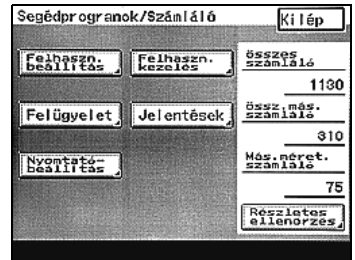 Segédprogranok/Számláló
Kilép
Felhaszn.
beállítás
Felhaszn.
kezelés
Felügyelet
Jelentések
Nyomtató-
beállítás
összes
számláló
1130
Össz.más.
számláló
310
Más.méret.
számláló
75
Részletes
ellenőrzés